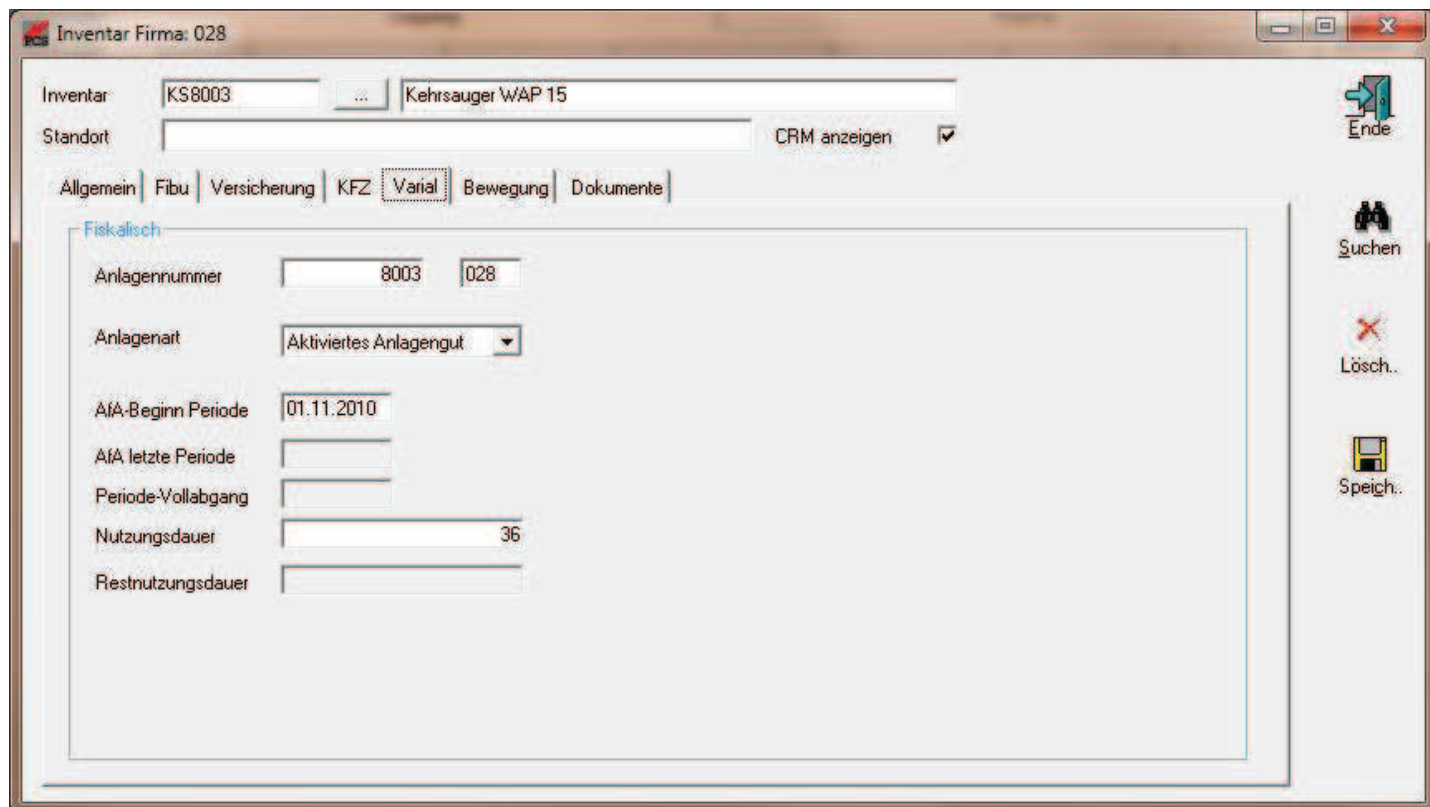 PCS Inventar Firma: 028
Inventar KS8003 ... Kehrsauger WAP 15
Standort CRM anzeigen
Ende
Allgemein Fibu Versicherung KFZ Varial Bewegung Dokumente
Fiskalisch
Suchen
Anlagennummer 8003 028
Anlagenart Aktiviertes Anlagengut
Lösch..
AfA-Beginn Periode 01.11.2010
AfA letzte Periode
Periode-Vollabgang
Speich..
Nutzungsdauer 36
Restnutzungsdauer